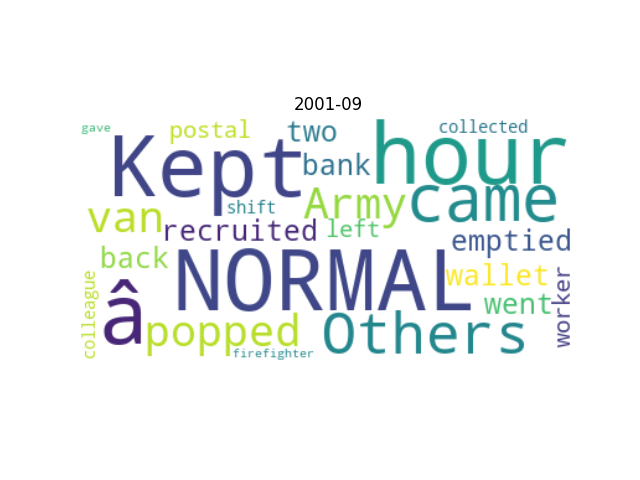 2001-09
gave
postal
two
collected
Kept
hour
bank
came
Army
shift
van
recruited
left
emptied
back
NORMAL
wallet
went
worker
colleague
â
popped
Others
firefighter